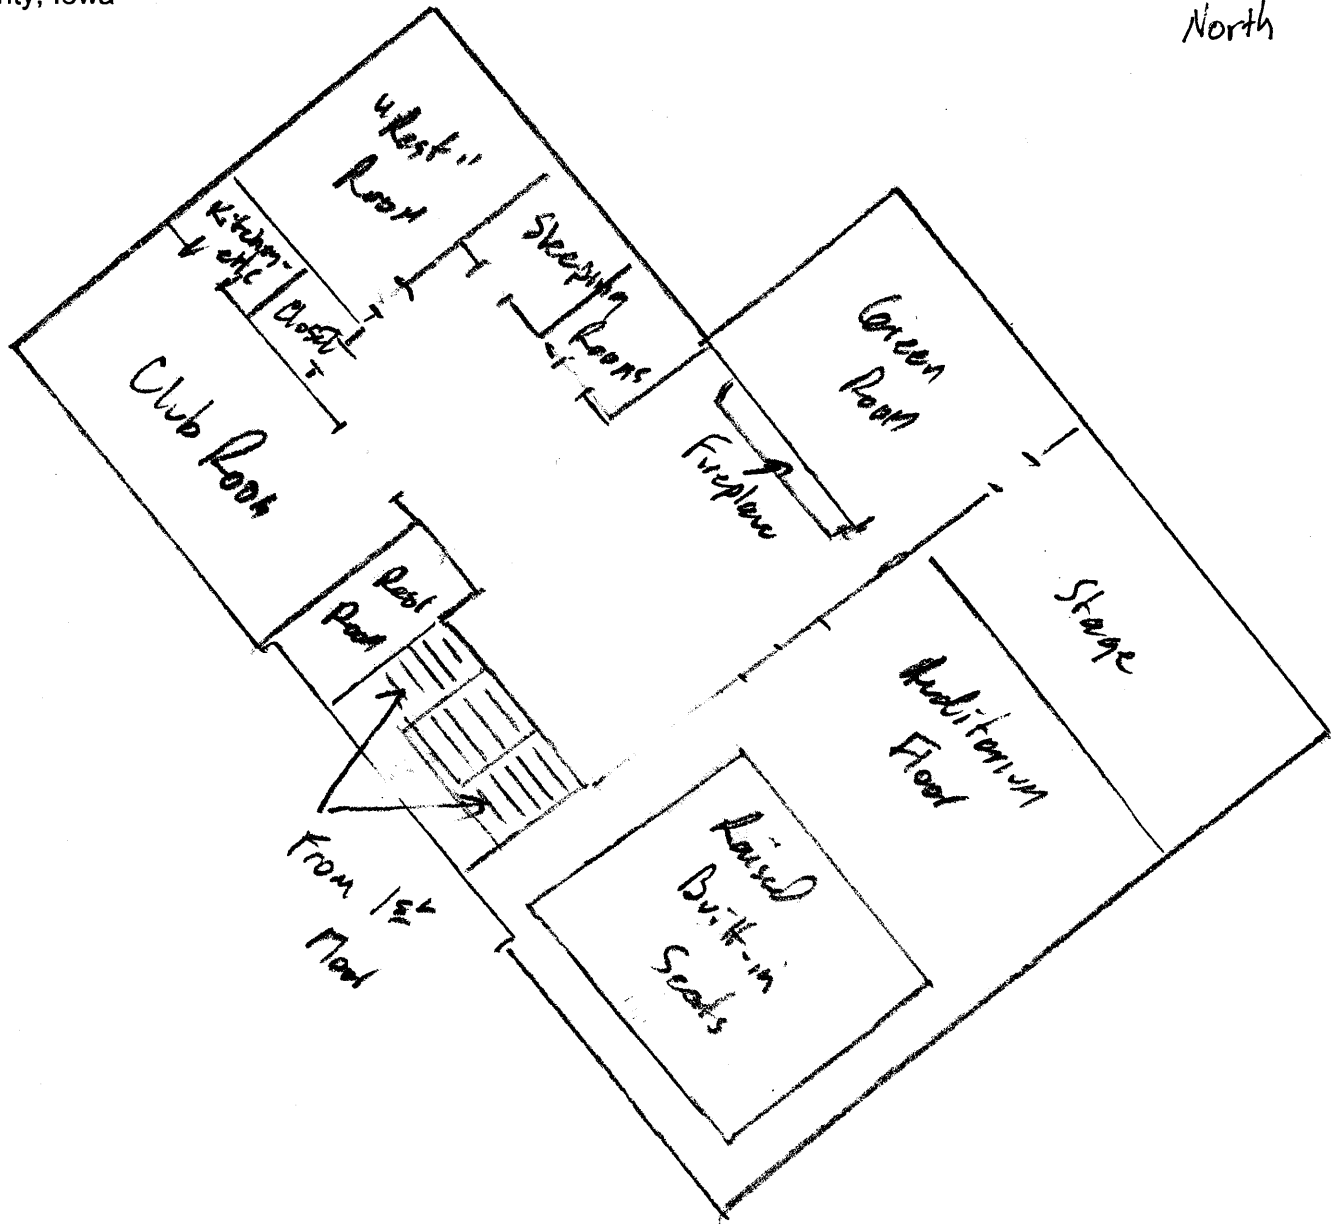 nty, Iowa
North
"Rest"
Room
Kitchen-
ette
Closet
Sleeping
Rooms
Green
Room
Club Room
Fireplace
Rest
Room
Stage
Auditorium
Floor
From 1st
Floor
Raised
Built-in
Seats